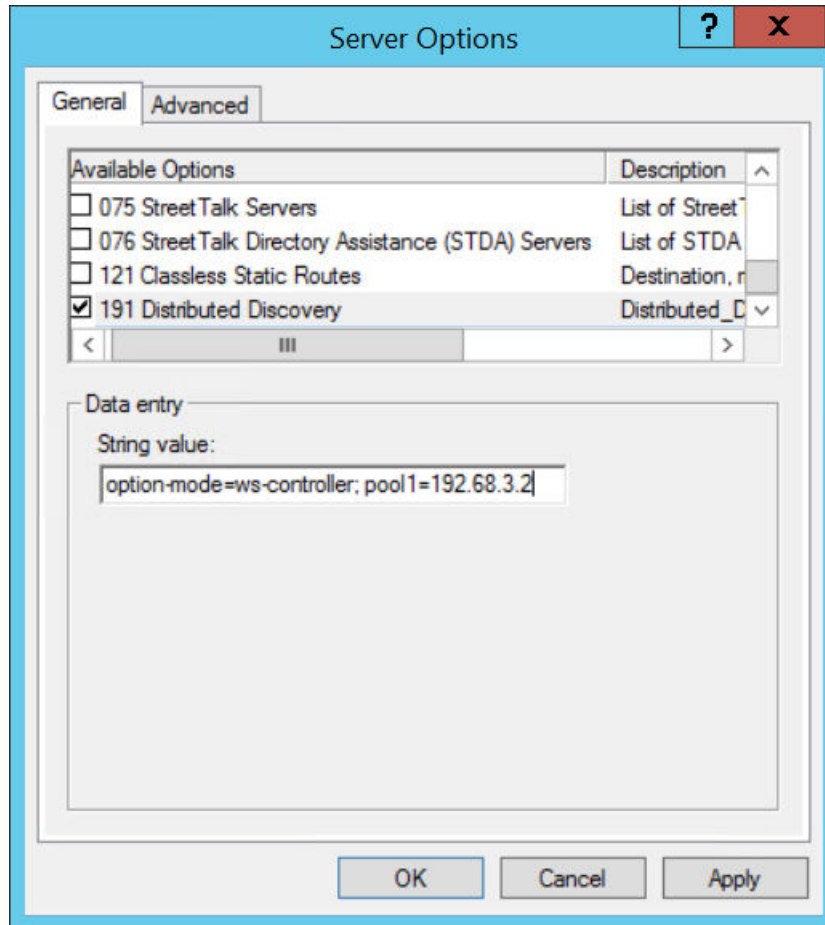 Server Options
?
X
General Advanced
Available Options Description
075 StreetTalk Servers List of StreetT
076 StreetTalk Directory Assistance (STDA) Servers List of STDA
121 Classless Static Routes Destination, m
191 Distributed Discovery Distributed_D
Data entry
String value:
option-mode=ws-controller; pool1=192.68.3.2
OK Cancel Apply